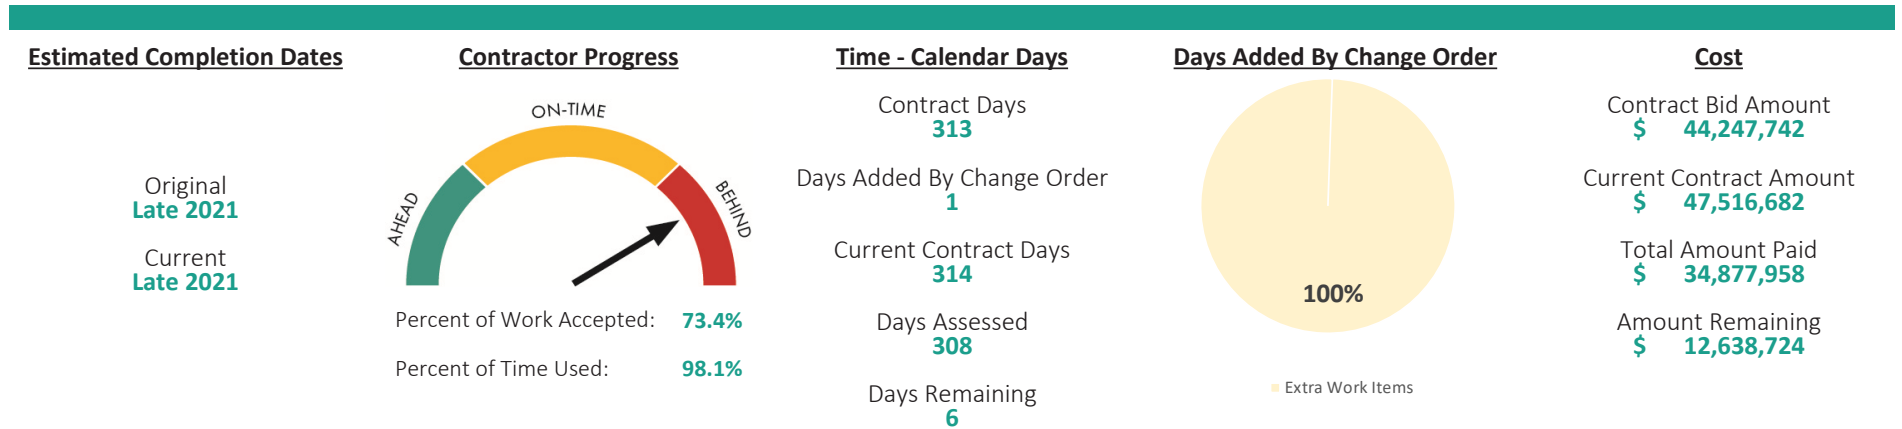 Estimated Completion Dates
Original
Late 2021
Current
Late 2021
Contractor Progress
AHEAD
ON-TIME
BEHIND
Percent of Work Accepted: 73.4%
Percent of Time Used: 98.1%
Time - Calendar Days
Contract Days
313
Days Added By Change Order
1
Current Contract Days
314
Days Assessed
308
Days Remaining
6
Days Added By Change Order
100%
Extra Work Items
Cost
Contract Bid Amount
$ 44,247,742
Current Contract Amount
$ 47,516,682
Total Amount Paid
$ 34,877,958
Amount Remaining
$ 12,638,724